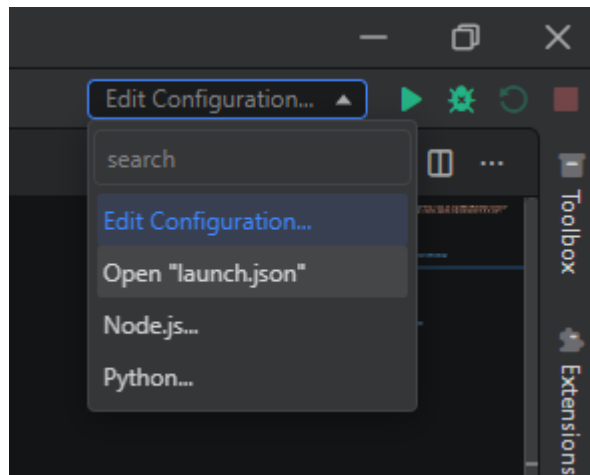 Edit Configuration...
search
Edit Configuration...
Open "launch.json"
Node.js...
Python...
Toolbox
Extensions